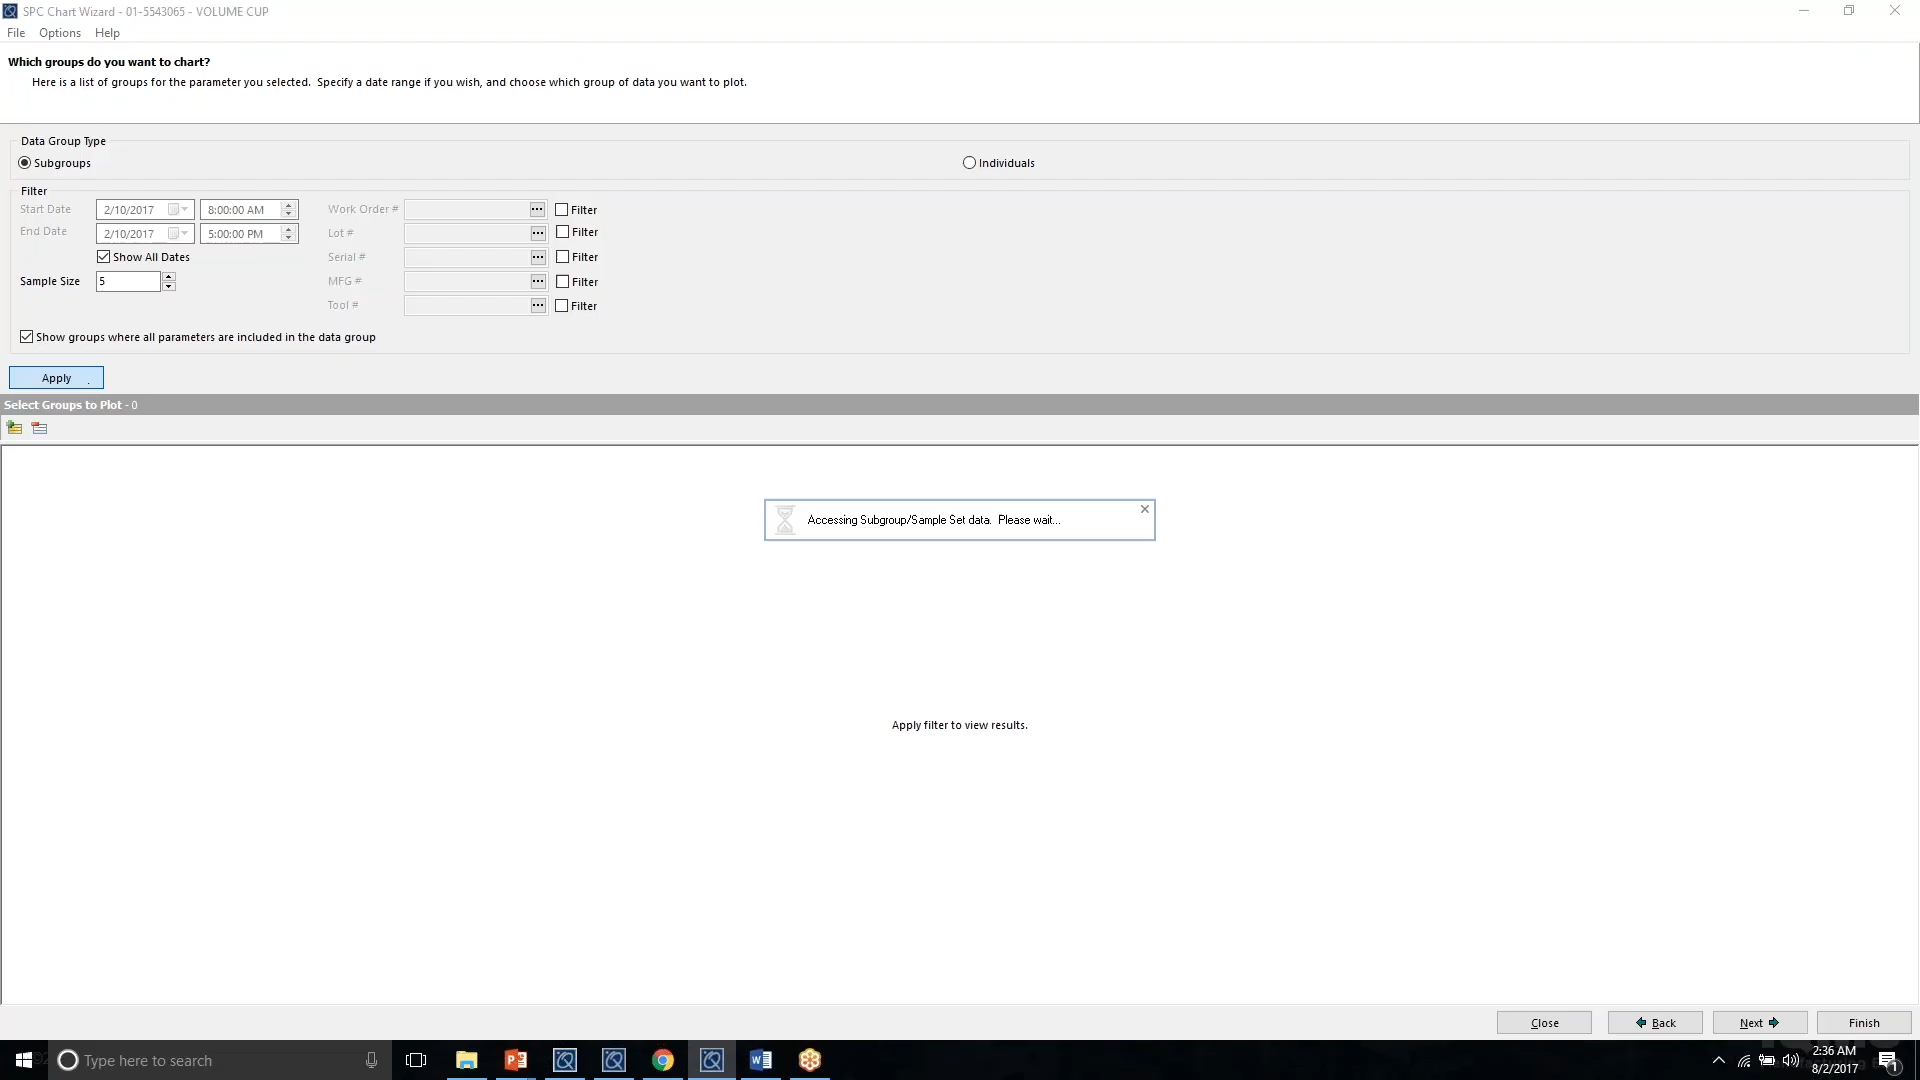 SPC Chart Wizard - 01-5543065 - VOLUME CUP
File Options Help
Which groups do you want to chart?
Here is a list of groups for the parameter you selected.  Specify a date range if you wish, and choose which group of data you want to plot.
Data Group Type
Subgroups Individuals
Filter
Start Date 2/10/2017 8:00:00 AM Work Order # Filter
End Date 2/10/2017 5:00:00 PM Lot # Filter
Show All Dates Serial # Filter
Sample Size 5 MFG # Filter
Tool # Filter
Show groups where all parameters are included in the data group
Apply
Select Groups to Plot - 0
Accessing Subgroup/Sample Set data.  Please wait...
Apply filter to view results.
Close Back Next Finish
Type here to search
2:36 AM
8/2/2017
1